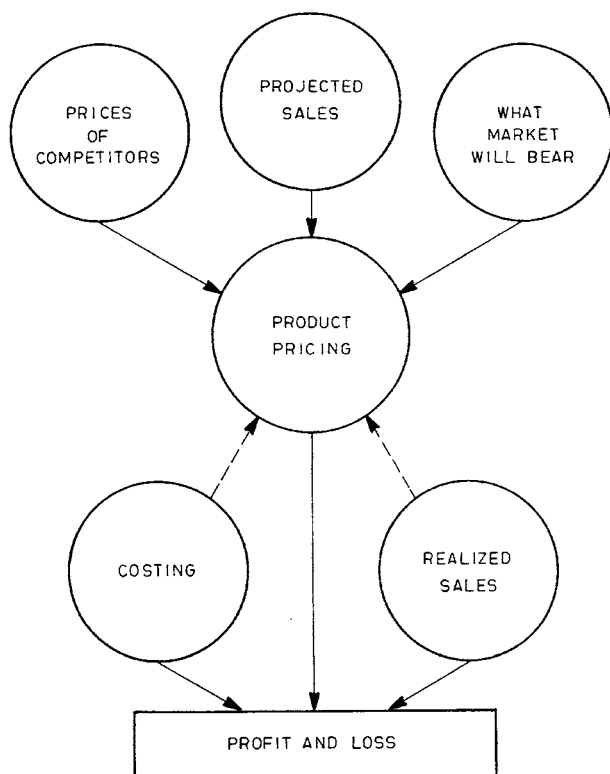 PROJECTED
SALES
PRICES
OF
COMPETITORS
WHAT
MARKET
WILL BEAR
PRODUCT
PRICING
COSTING
REALIZED
SALES
PROFIT AND LOSS